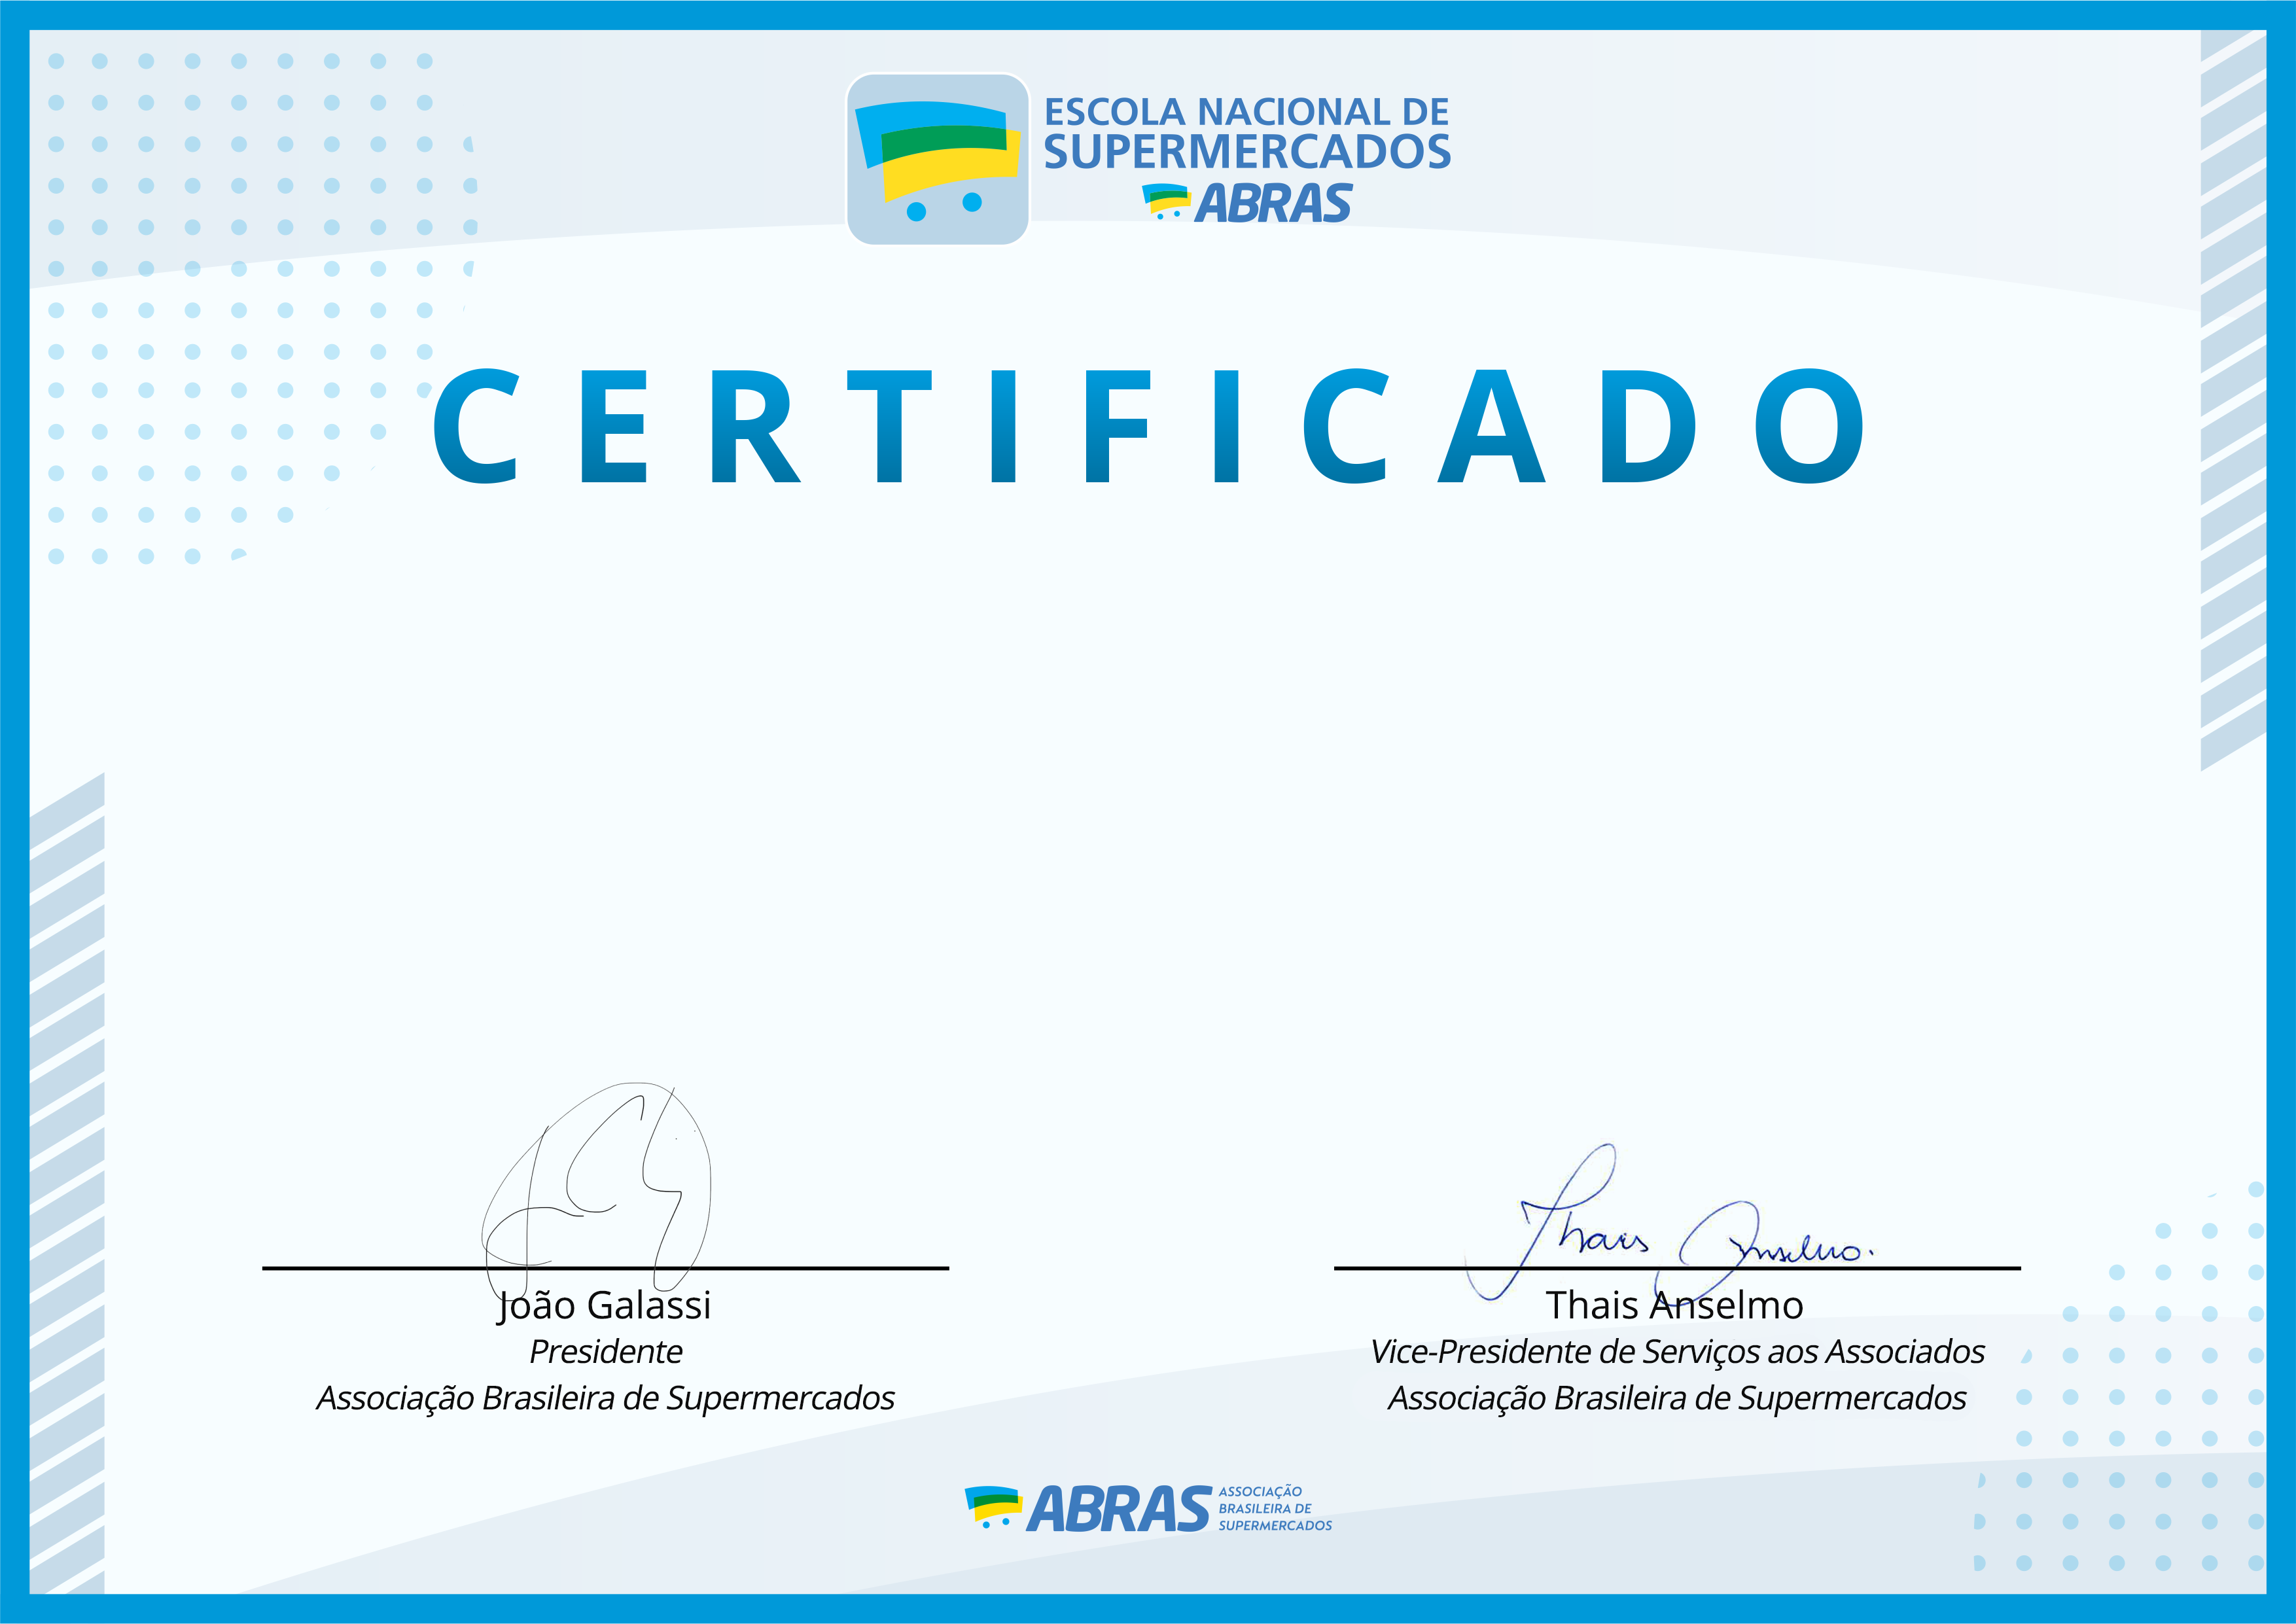 ESCOLA NACIONAL DE
SUPERMERCADOS
ABRAS
CERTIFICADO
Thais Anselmo.
João Galassi
Presidente
Associação Brasileira de Supermercados
Thais Anselmo
Vice-Presidente de Serviços aos Associados
Associação Brasileira de Supermercados
ABRAS
ASSOCIAÇÃO
BRASILEIRA DE
SUPERMERCADOS